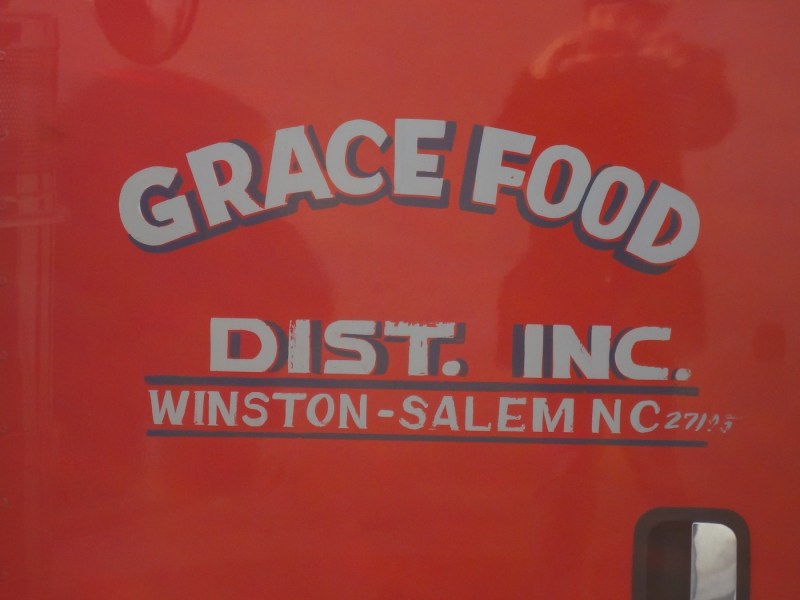 GRACE FOOD
DIST. INC.
WINSTON-SALEM NC